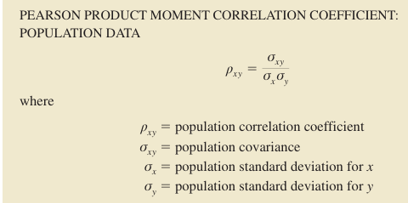 PEARSON PRODUCT MOMENT CORRELATION COEFFICIENT:
POPULATION DATA
ρxy = σxy / σxσy
where
ρxy = population correlation coefficient
σxy = population covariance
σx = population standard deviation for x
σy = population standard deviation for y